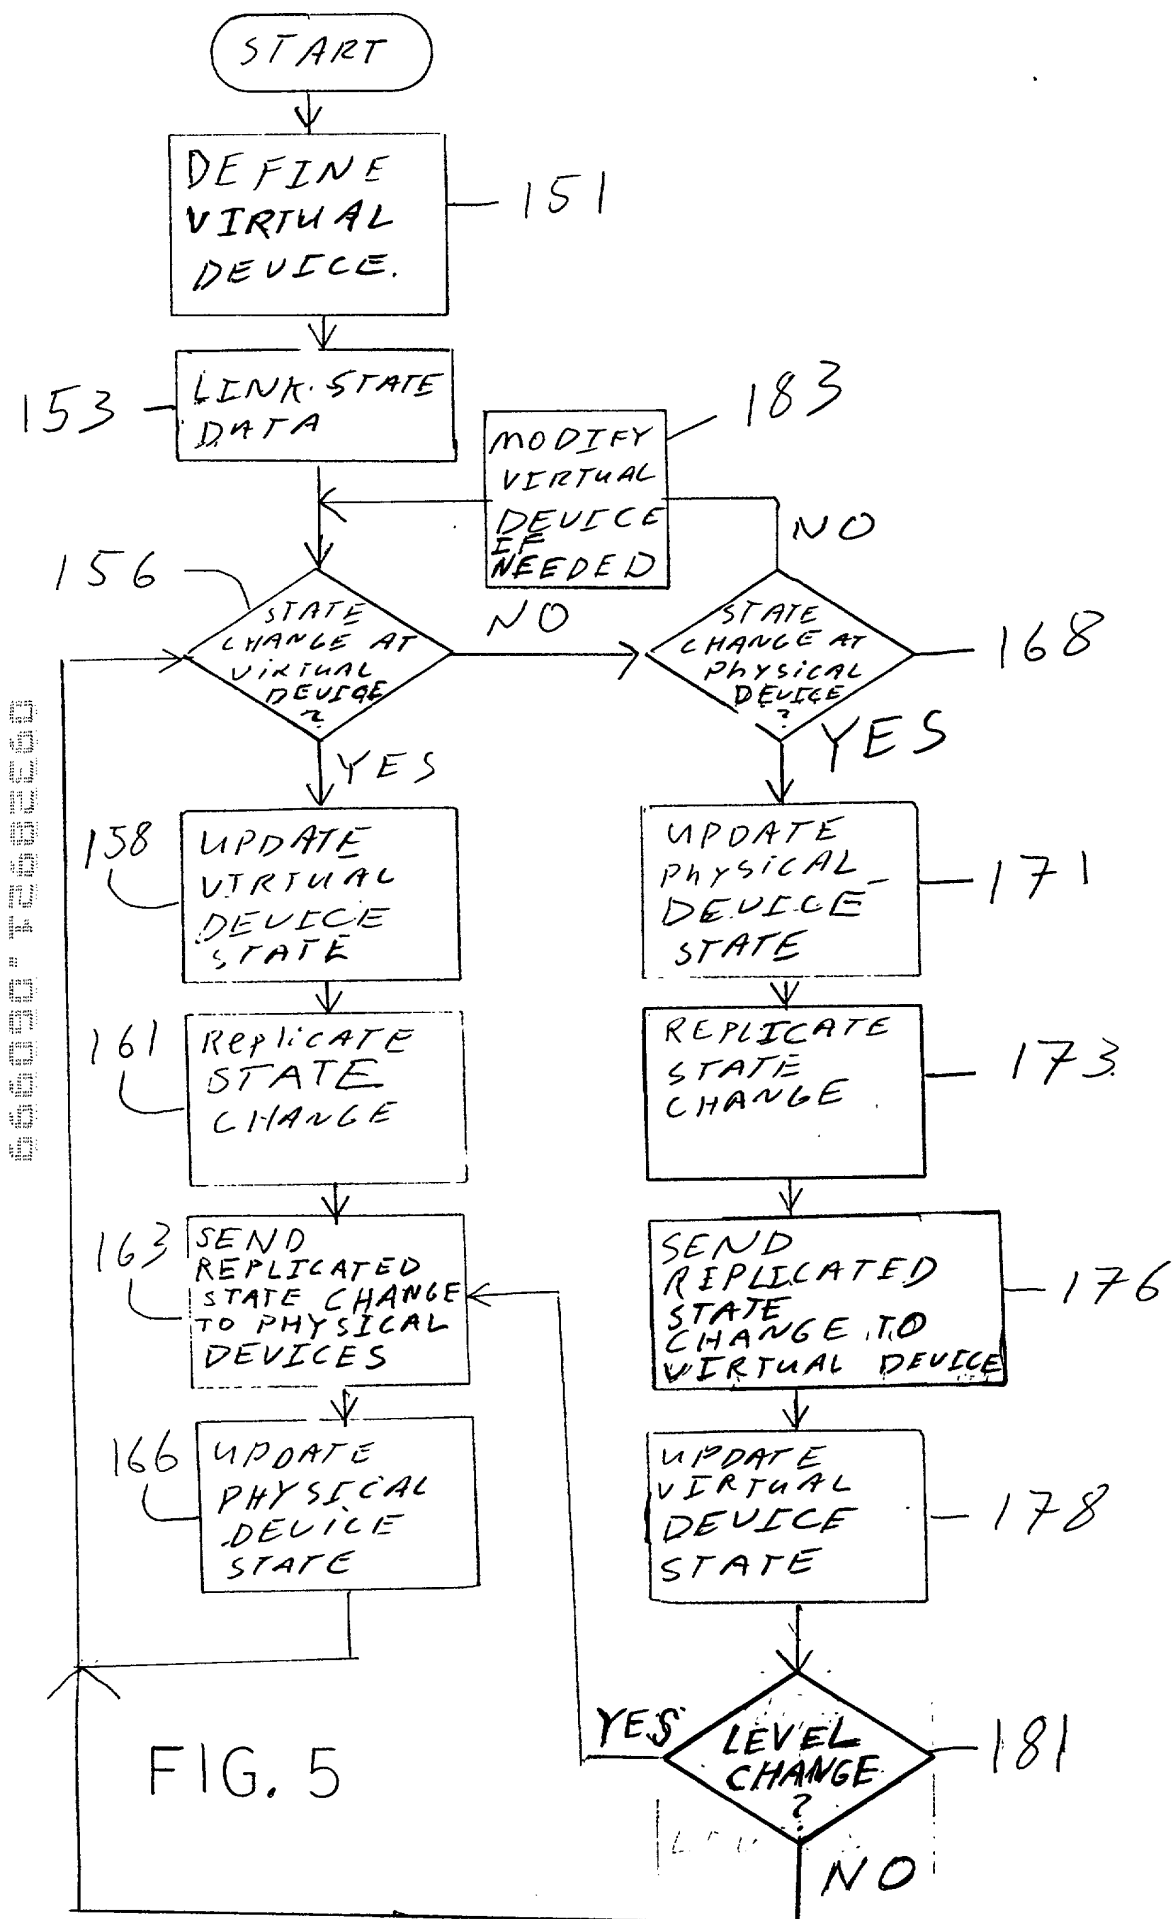 START
DEFINE
VIRTUAL
DEVICE.
151
LINK STATE
DATA
153
183
MODIFY
VIRTUAL
DEVICE
IF
NEEDED
NO
156
STATE
CHANGE AT
VIRTUAL
DEVICE
?
NO
STATE
CHANGE AT
PHYSICAL
DEVICE
?
168
YES
YES
158
UPDATE
VIRTUAL
DEVICE
STATE
UPDATE
PHYSICAL
DEVICE
STATE
171
161
REPLICATE
STATE
CHANGE
REPLICATE
STATE
CHANGE
173
163
SEND
REPLICATED
STATE CHANGE
TO PHYSICAL
DEVICES
SEND
REPLICATED
STATE
CHANGE TO
VIRTUAL DEVICE
176
166
UPDATE
PHYSICAL
DEVICE
STATE
UPDATE
VIRTUAL
DEVICE
STATE
178
YES
LEVEL
CHANGE
?
181
NO
FIG. 5